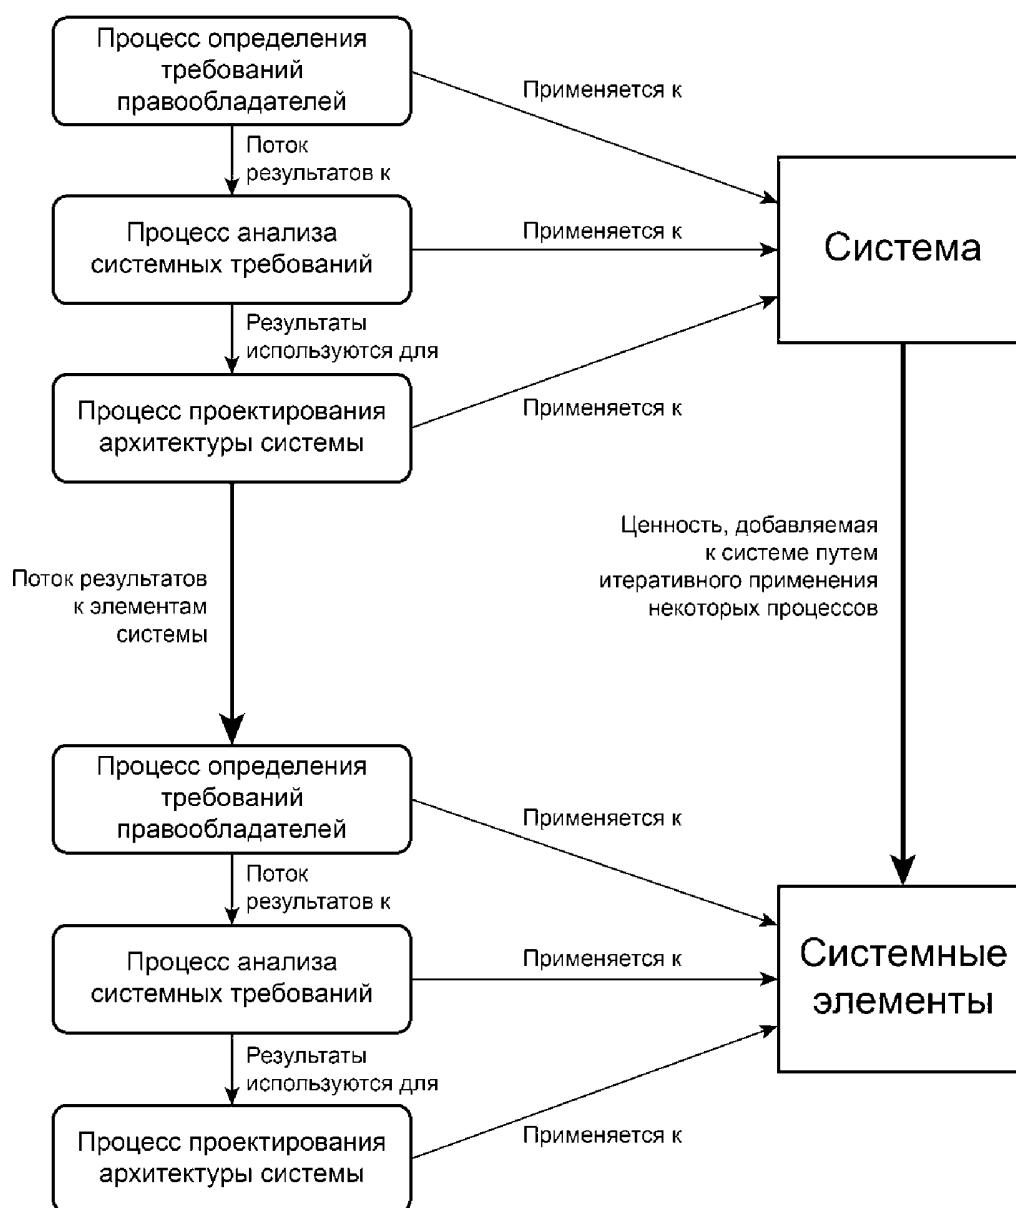 Процесс определения
требований
правообладателей
Применяется к
Поток
результатов к
Процесс анализа
системных требований
Применяется к
Система
Результаты
используются для
Процесс проектирования
архитектуры системы
Применяется к
Поток результатов
к элементам
системы
Ценность, добавляемая
к системе путем
итеративного применения
некоторых процессов
Процесс определения
требований
правообладателей
Применяется к
Поток
результатов к
Процесс анализа
системных требований
Применяется к
Системные
элементы
Результаты
используются для
Процесс проектирования
архитектуры системы
Применяется к